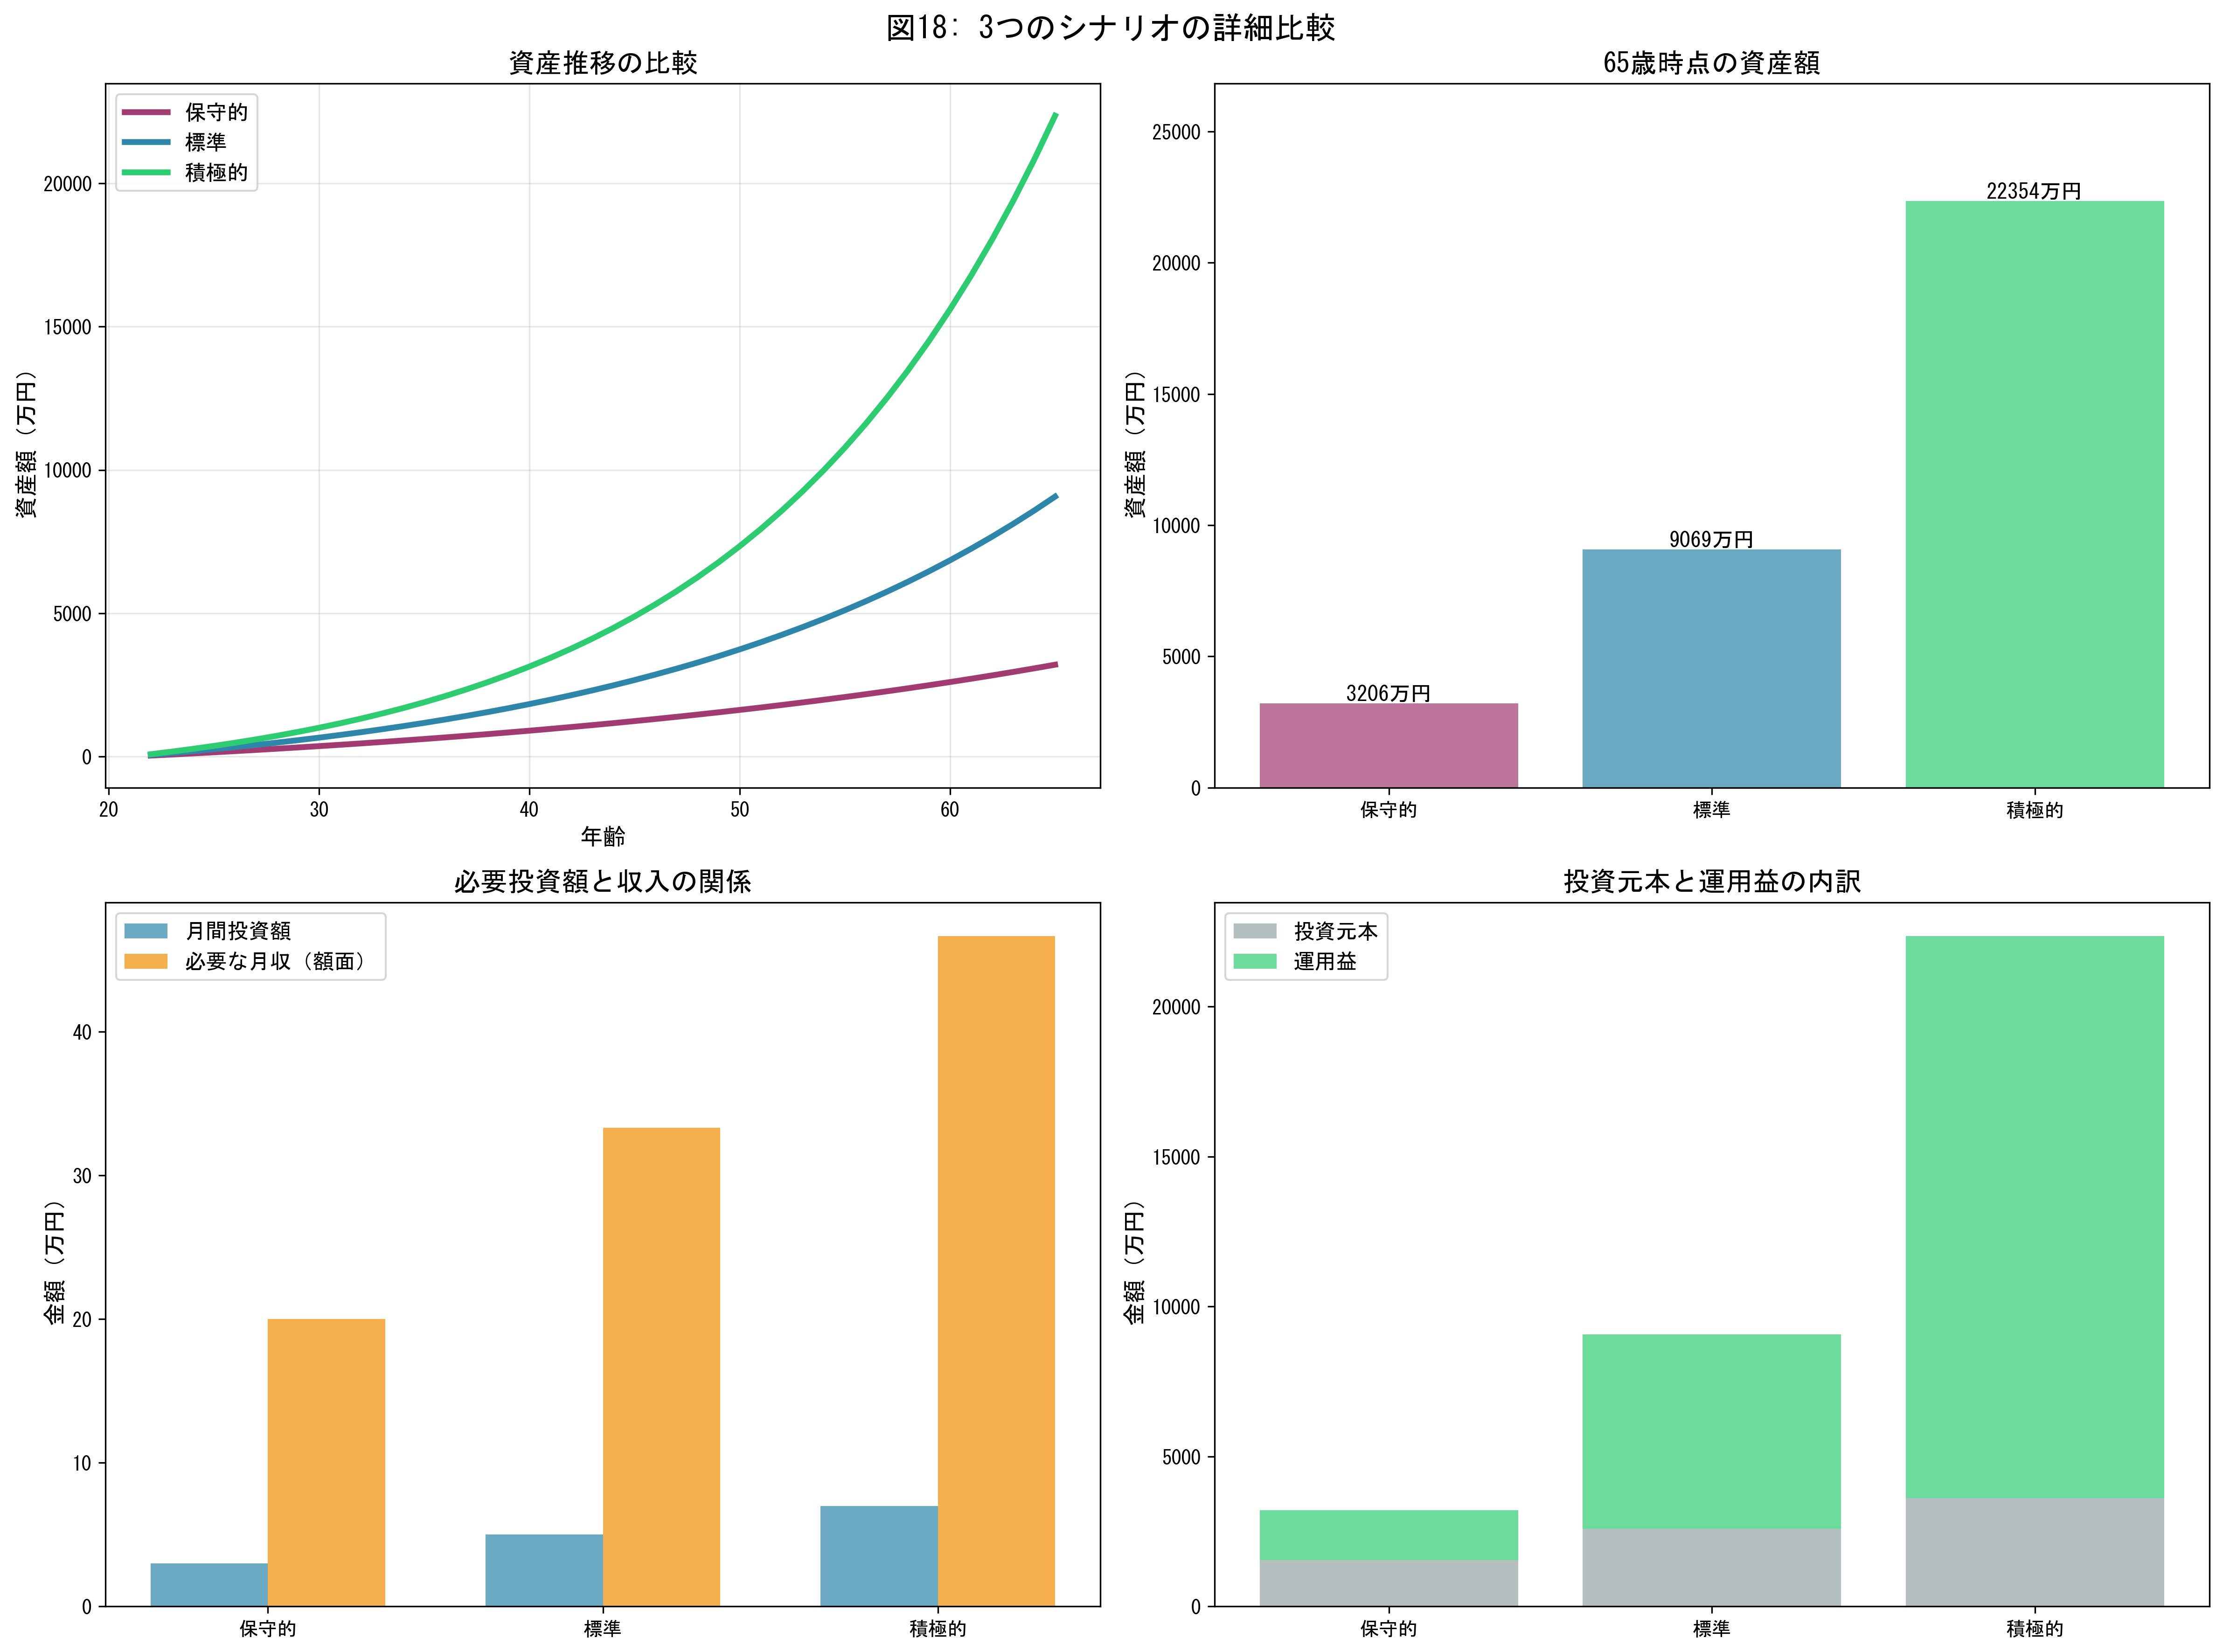 図18: 3つのシナリオの詳細比較
資産推移の比較
保守的
標準
積極的
資産額（万円）
20000
15000
10000
5000
0
20
30
40
50
60
年齢
65歳時点の資産額
資産額（万円）
25000
20000
15000
10000
5000
0
3206万円
9069万円
22354万円
保守的
標準
積極的
必要投資額と収入の関係
月間投資額
必要な月収（額面）
金額（万円）
40
30
20
10
0
保守的
標準
積極的
投資元本と運用益の内訳
投資元本
運用益
金額（万円）
20000
15000
10000
5000
0
保守的
標準
積極的